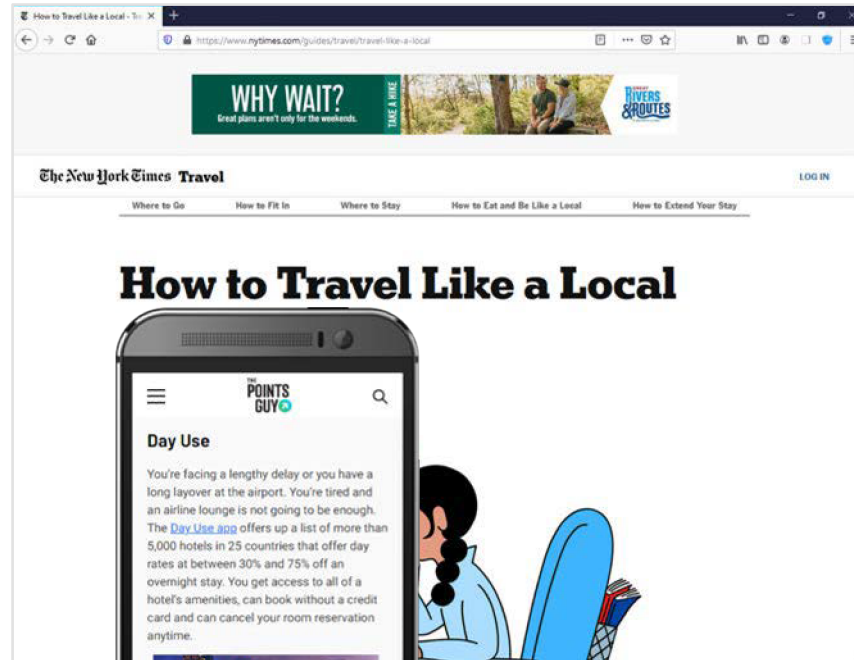 How to Travel Like a Local - The
https://www.nytimes.com/guides/travel/travel-like-a-local
WHY WAIT?
Great plans aren't only for the weekends.
TAKE A HIKE
GREAT
RIVERS
&ROUTES
The New York Times Travel
LOG IN
Where to Go How to Fit In Where to Stay How to Eat and Be Like a Local How to Extend Your Stay
How to Travel Like a Local
THE
POINTS
GUY
Day Use
You're facing a lengthy delay or you have a
long layover at the airport. You're tired and
an airline lounge is not going to be enough.
The Day Use app offers up a list of more than
5,000 hotels in 25 countries that offer day
rates at between 30% and 75% off an
overnight stay. You get access to all of a
hotel's amenities, can book without a credit
card and can cancel your room reservation
anytime.